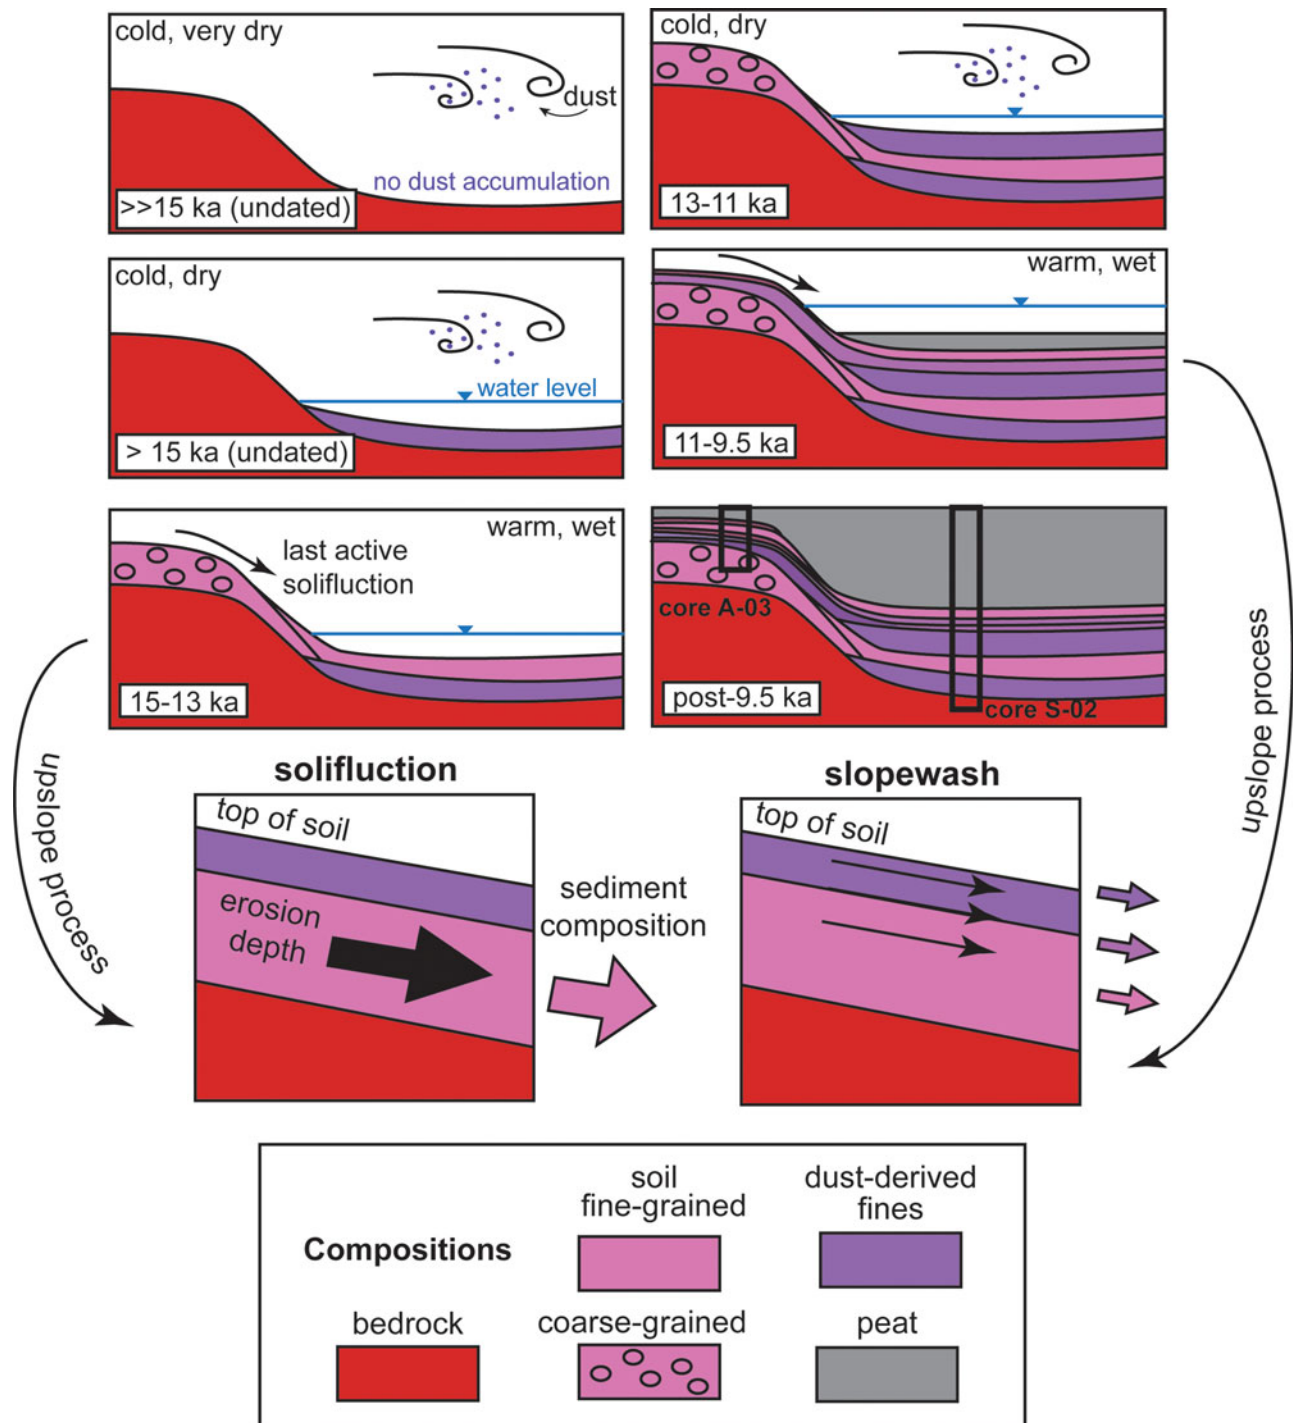 cold, very dry
dust
no dust accumulation
>>15 ka (undated)
cold, dry
water level
> 15 ka (undated)
warm, wet
last active
solifluction
15-13 ka
cold, dry
13-11 ka
warm, wet
11-9.5 ka
core A-03
post-9.5 ka
core S-02
upslope process
upslope process
solifluction
top of soil
erosion
depth
sediment
composition
slopewash
top of soil
Compositions
soil
fine-grained
dust-derived
fines
bedrock
coarse-grained
peat